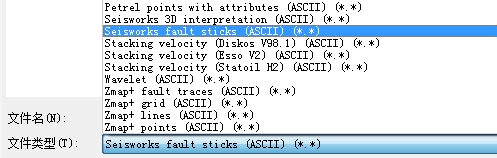 Petrel points with attributes (ASCII) (*.*)
Seisworks 3D interpretation (ASCII) (*.*)
Seisworks fault sticks (ASCII) (*.*)
Stacking velocity (Diskos V98.1) (ASCII) (*.*)
Stacking velocity (Esso V2) (ASCII) (*.*)
Stacking velocity (Statoil H2) (ASCII) (*.*)
Wavelet (ASCII) (*.*)
Zmap+ fault traces (ASCII) (*.*)
Zmap+ grid (ASCII) (*.*)
Zmap+ lines (ASCII) (*.*)
Zmap+ points (ASCII) (*.*)
文件名(N):
文件类型(T): Seisworks fault sticks (ASCII) (*.*)